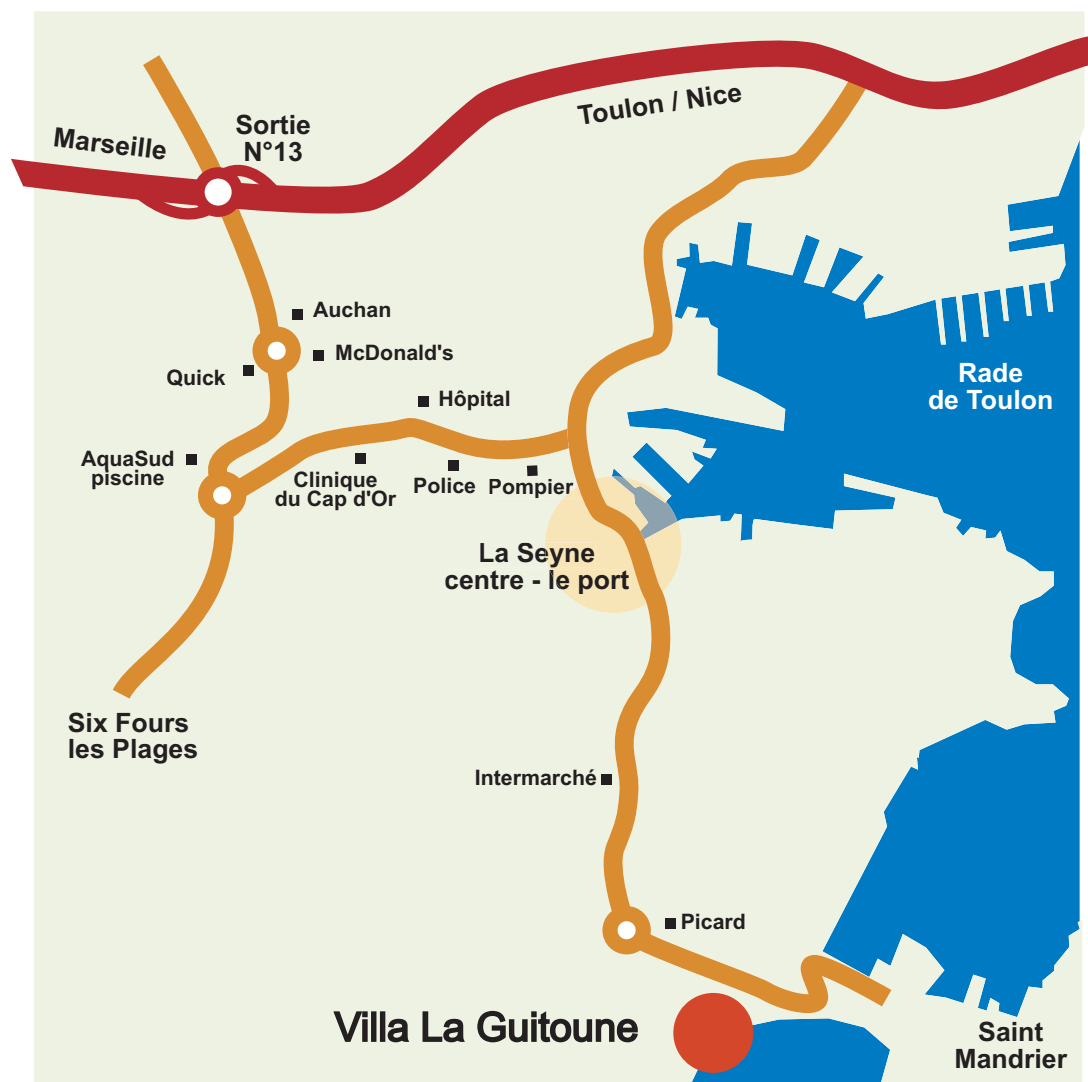 Toulon / Nice
Marseille
Sortie
N°13
Auchan
McDonald's
Quick
Rade
de Toulon
Hôpital
AquaSud
piscine
Clinique
du Cap d'Or
Police
Pompier
La Seyne
centre - le port
Six Fours
les Plages
Intermarché
Picard
Villa La Guitoune
Saint
Mandrier